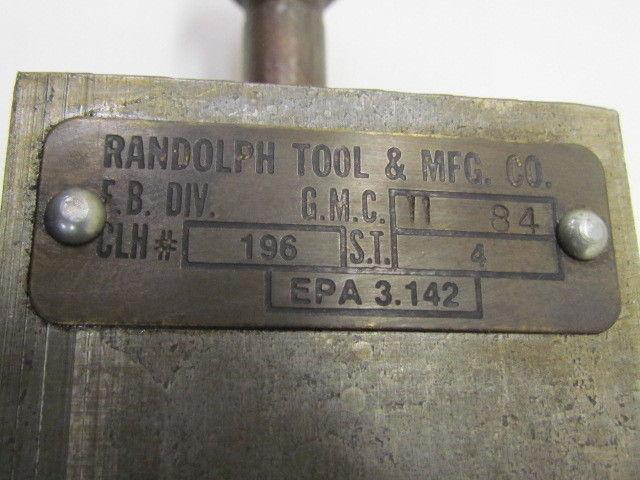 RANDOLPH TOOL & MFG. CO.
F.B. DIV. G.M.C. 11 84
CLH # 196 S.T. 4
EPA 3.142